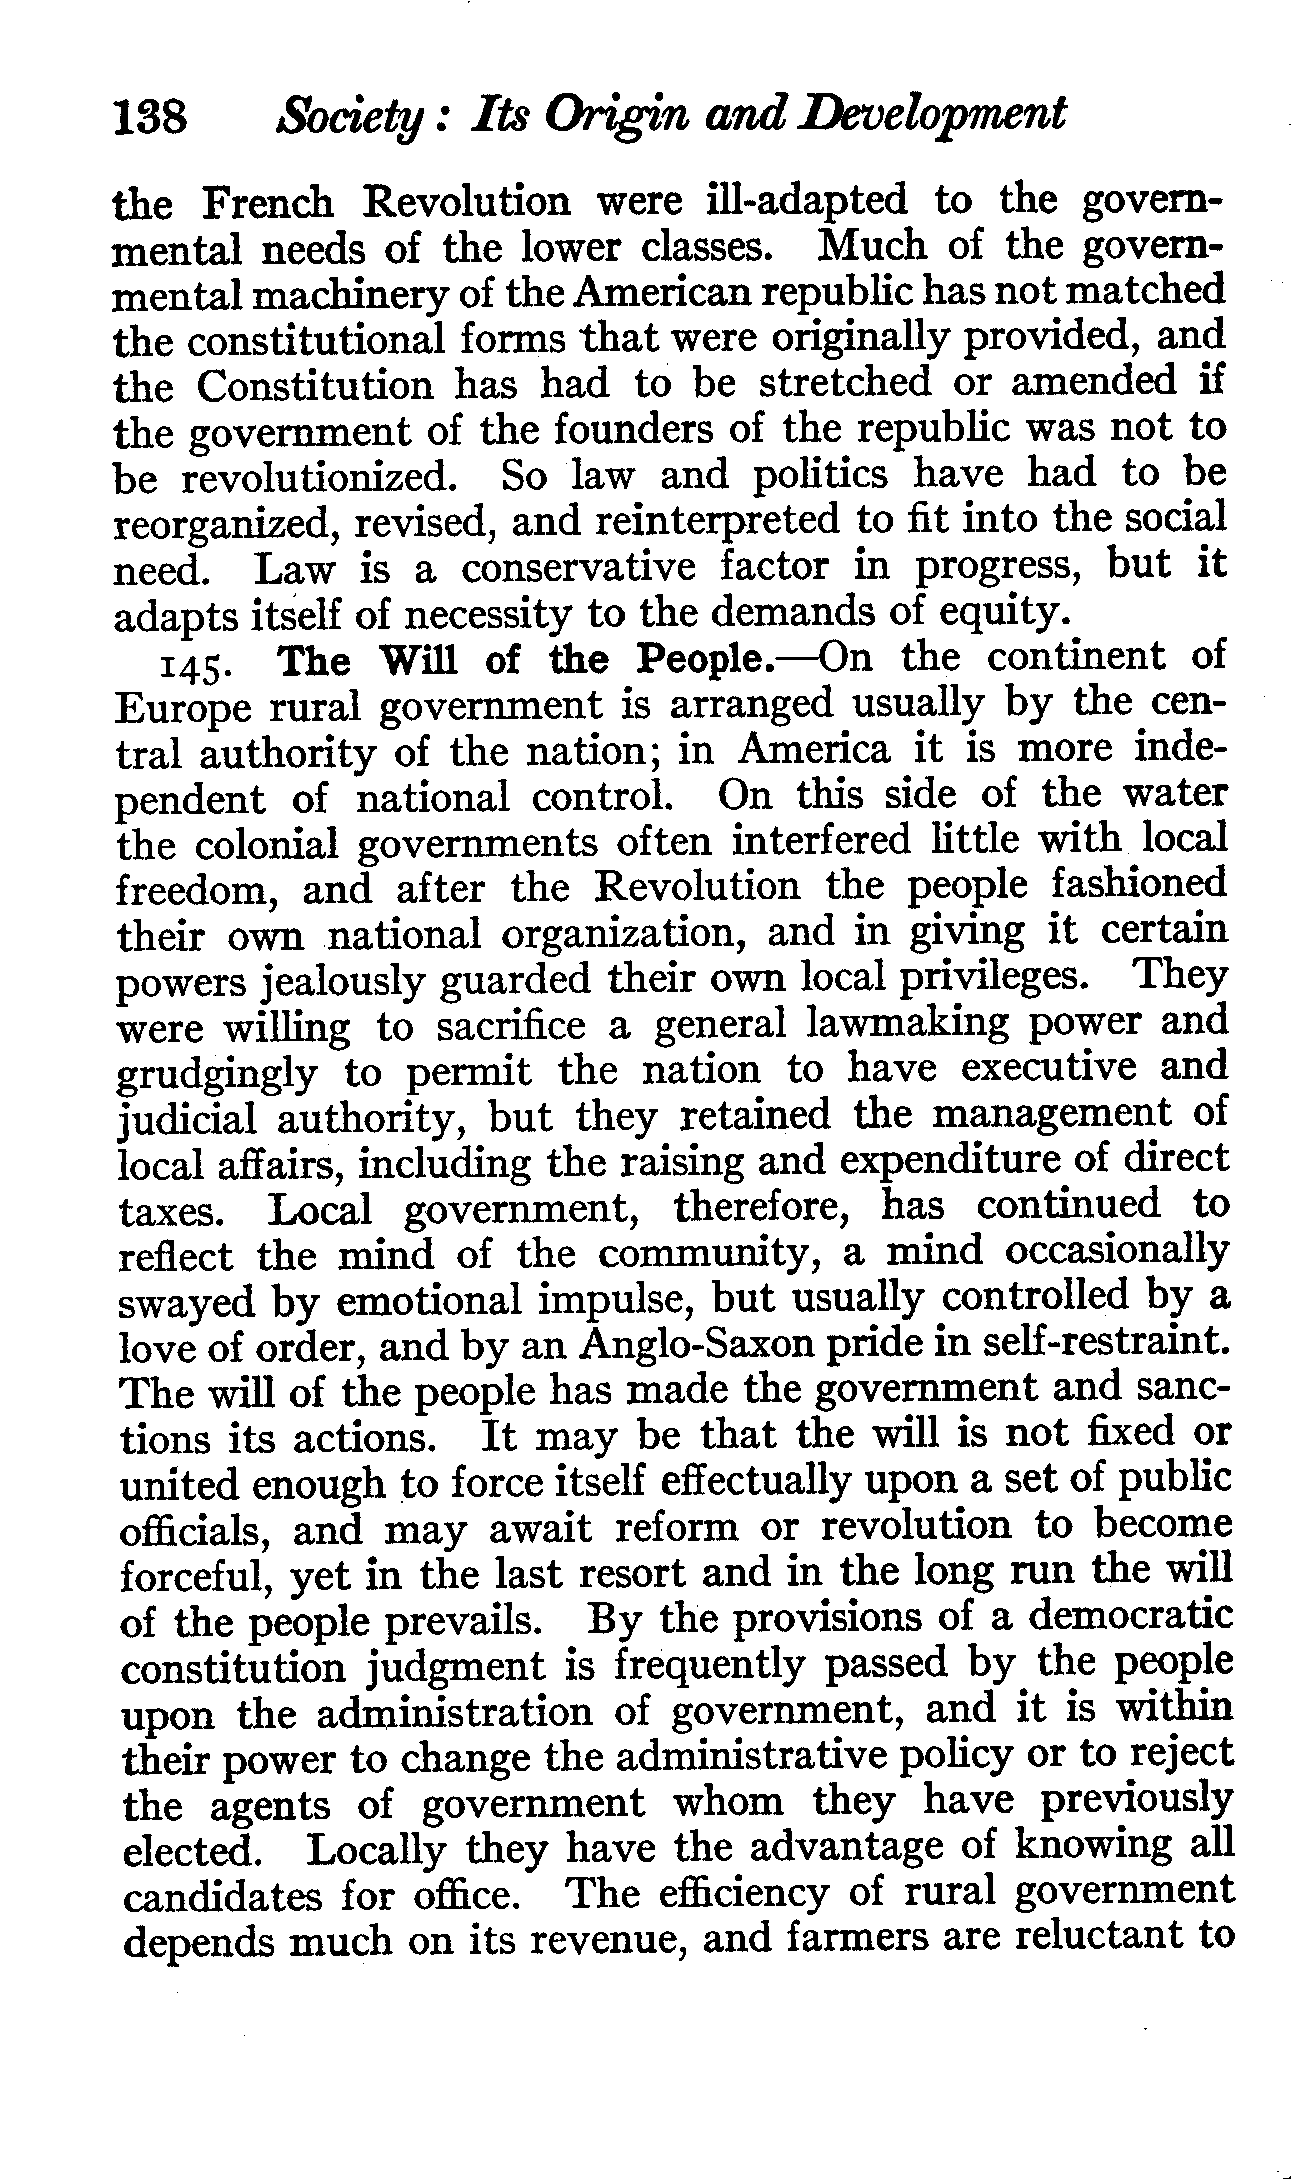 138 Society: Its Origin and Development
the French Revolution were ill-adapted to the govern-
mental needs of the lower classes. Much of the govern-
mental machinery of the American republic has not matched
the constitutional forms that were originally provided, and
the Constitution has had to be stretched or amended if
the government of the founders of the republic was not to
be revolutionized. So law and politics have had to be
reorganized, revised, and reinterpreted to fit into the social
need. Law is a conservative factor in progress, but it
adapts itself of necessity to the demands of equity.
145. The Will of the People.—On the continent of
Europe rural government is arranged usually by the cen-
tral authority of the nation; in America it is more inde-
pendent of national control. On this side of the water
the colonial governments often interfered little with local
freedom, and after the Revolution the people fashioned
their own national organization, and in giving it certain
powers jealously guarded their own local privileges. They
were willing to sacrifice a general lawmaking power and
grudgingly to permit the nation to have executive and
judicial authority, but they retained the management of
local affairs, including the raising and expenditure of direct
taxes. Local government, therefore, has continued to
reflect the mind of the community, a mind occasionally
swayed by emotional impulse, but usually controlled by a
love of order, and by an Anglo-Saxon pride in self-restraint.
The will of the people has made the government and sanc-
tions its actions. It may be that the will is not fixed or
united enough to force itself effectually upon a set of public
officials, and may await reform or revolution to become
forceful, yet in the last resort and in the long run the will
of the people prevails. By the provisions of a democratic
constitution judgment is frequently passed by the people
upon the administration of government, and it is within
their power to change the administrative policy or to reject
the agents of government whom they have previously
elected. Locally they have the advantage of knowing all
candidates for office. The efficiency of rural government
depends much on its revenue, and farmers are reluctant to